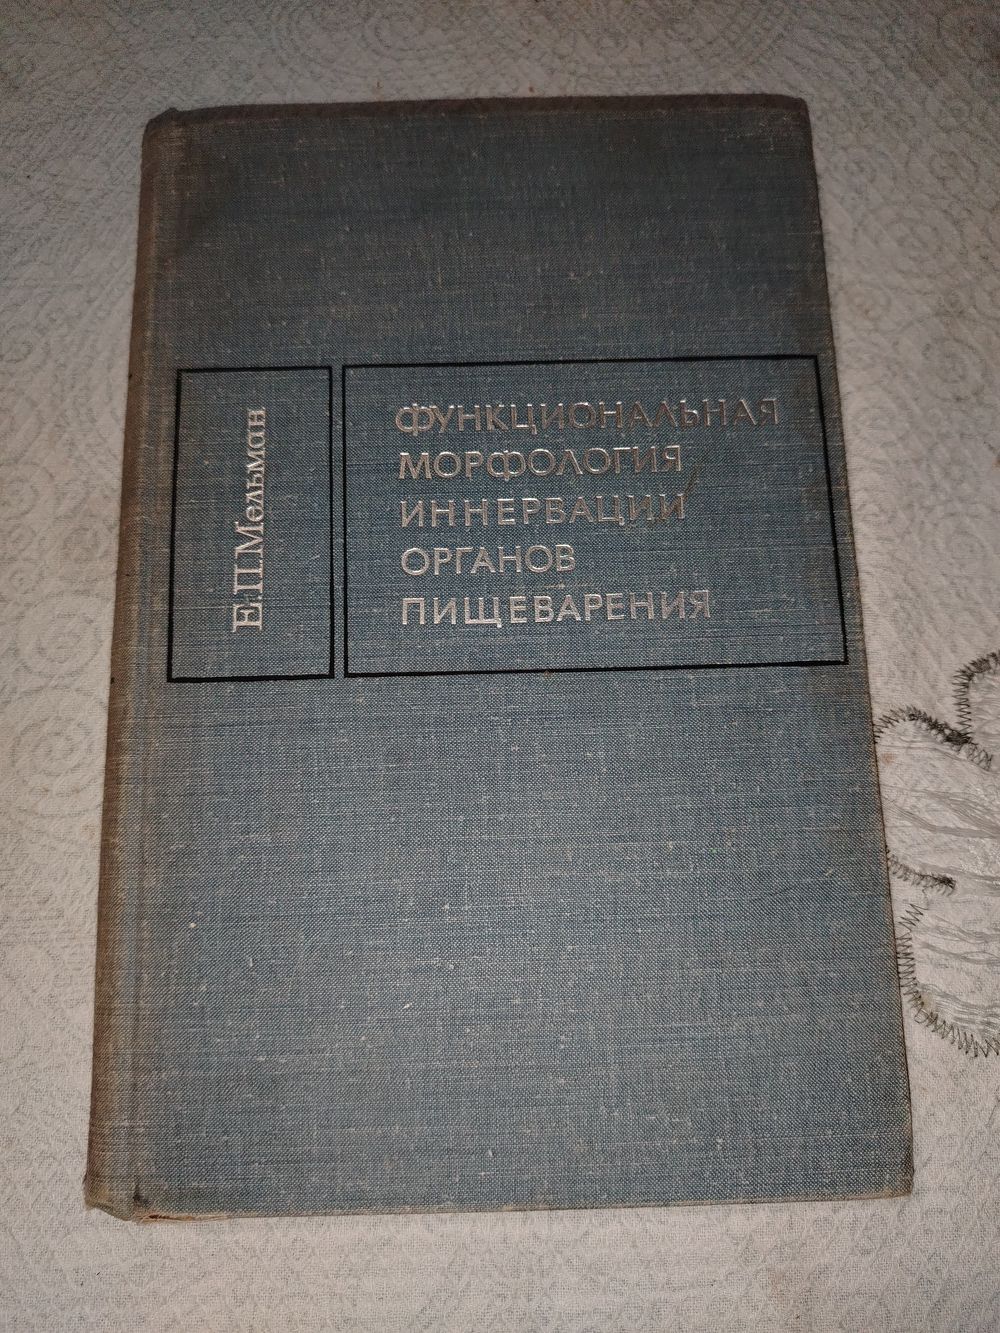 Е.П.Мельман
ФУНКЦИОНАЛЬНАЯ
МОРФОЛОГИЯ
ИННЕРВАЦИИ
ОРГАНОВ
ПИЩЕВАРЕНИЯ